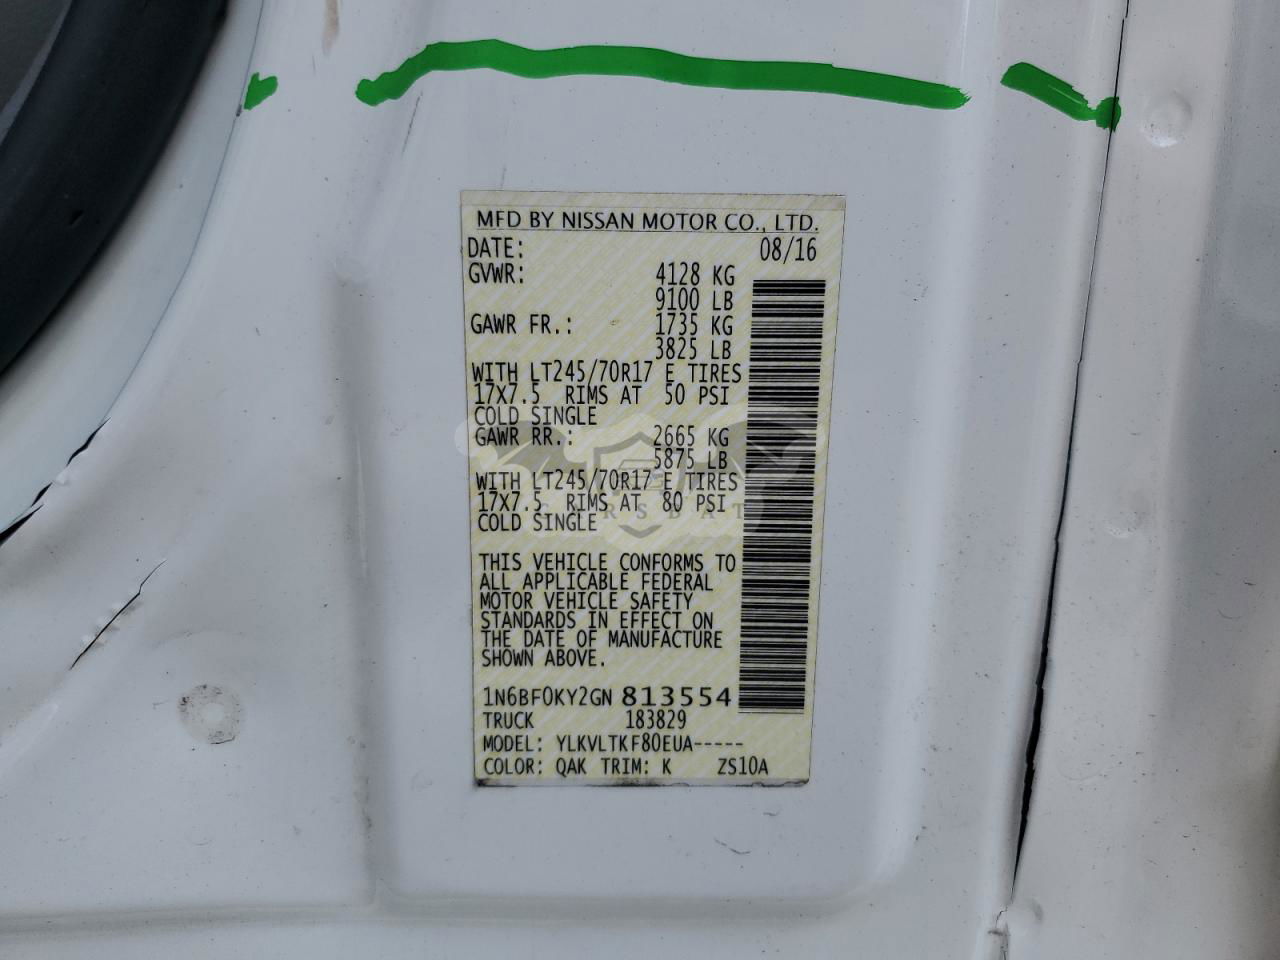 MFD BY NISSAN MOTOR CO., LTD.
DATE: 08/16
GVWR: 4128 KG
9100 LB
GAWR FR.: 1735 KG
3825 LB
WITH LT245/70R17 E TIRES
17X7.5 RIMS AT 50 PSI
COLD SINGLE
GAWR RR.: 2665 KG
5875 LB
WITH LT245/70R17 E TIRES
17X7.5 RIMS AT 80 PSI
COLD SINGLE
THIS VEHICLE CONFORMS TO
ALL APPLICABLE FEDERAL
MOTOR VEHICLE SAFETY
STANDARDS IN EFFECT ON
THE DATE OF MANUFACTURE
SHOWN ABOVE.
1N6BF0KY2GN 813554
TRUCK 183829
MODEL: YLKVLTKF80EUA-----
COLOR: QAK TRIM: K ZS10A